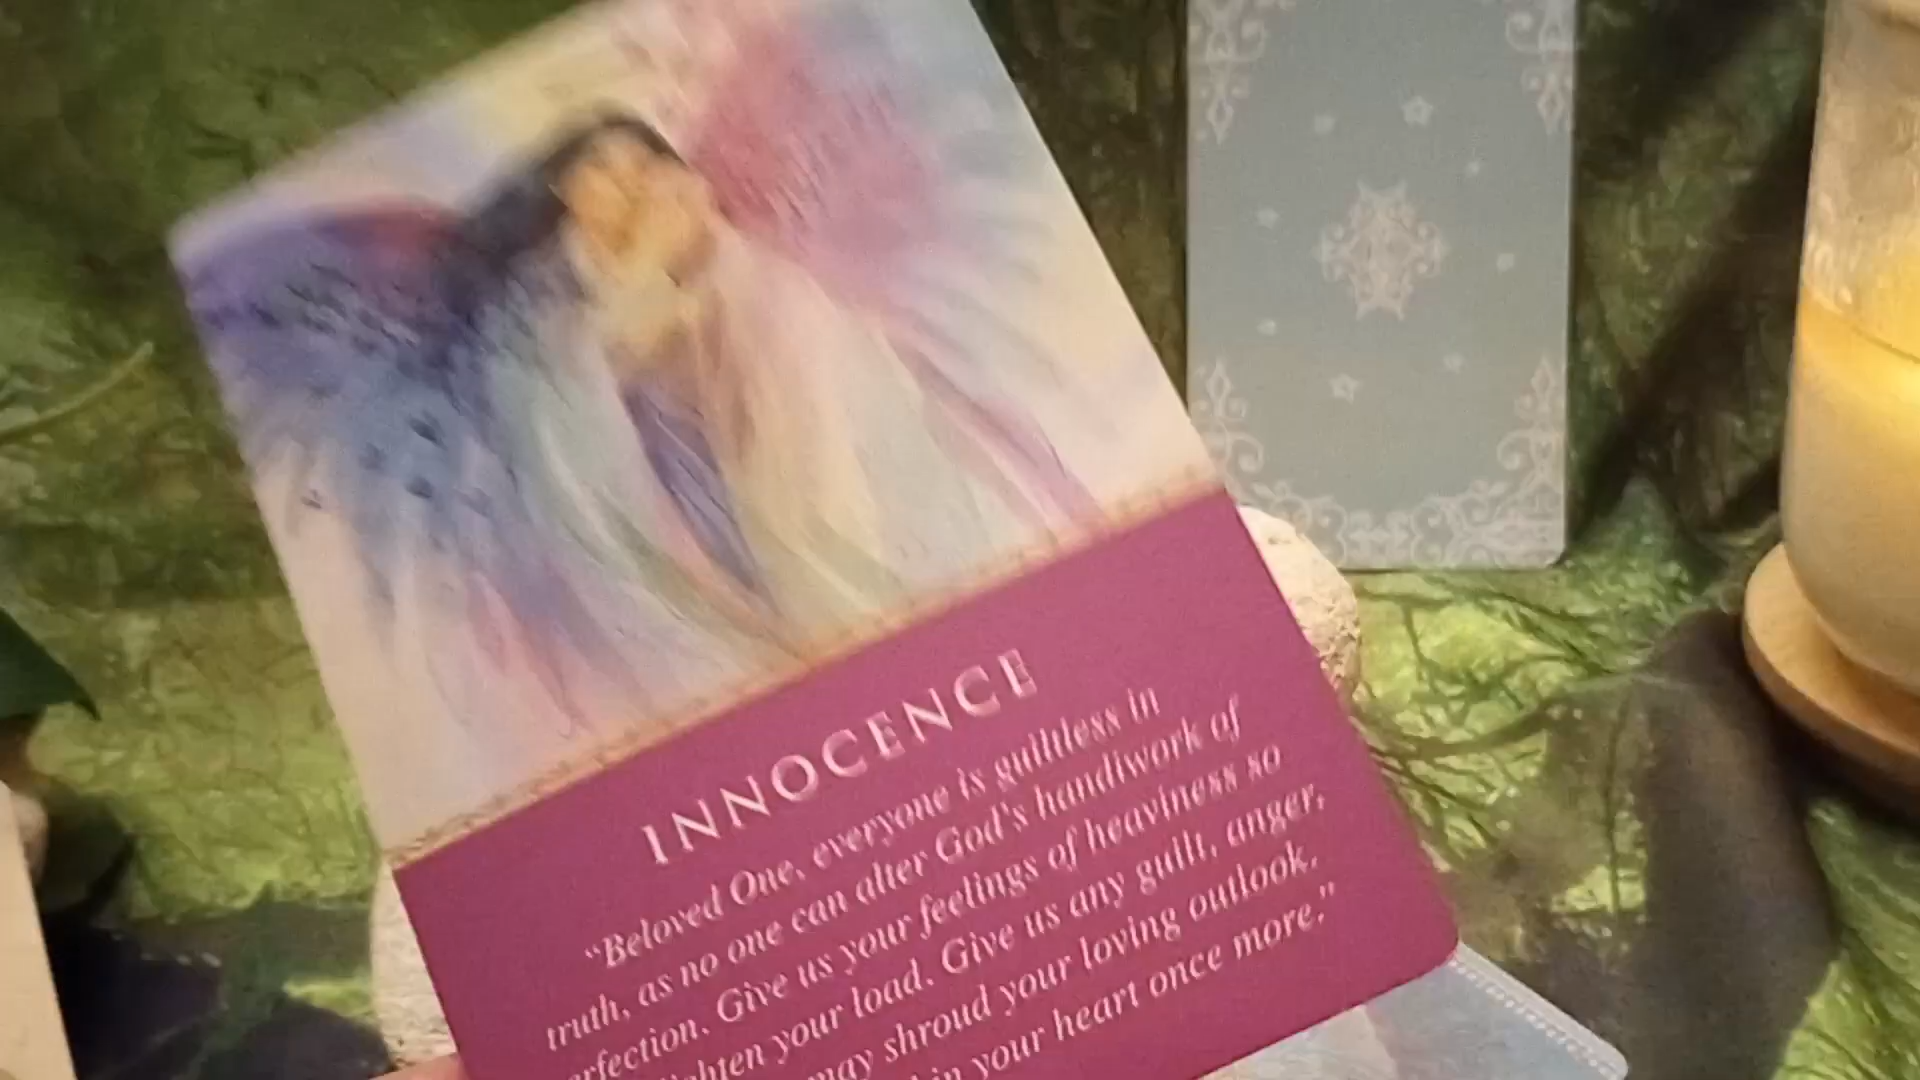 INNOCENCE
“Beloved One, everyone is guiltless in
truth, as no one can alter God’s handiwork of
erfection. Give us your feelings of heaviness so
ighten your load. Give us any guilt, anger,
may shroud your loving outlook,
in your heart once more.”